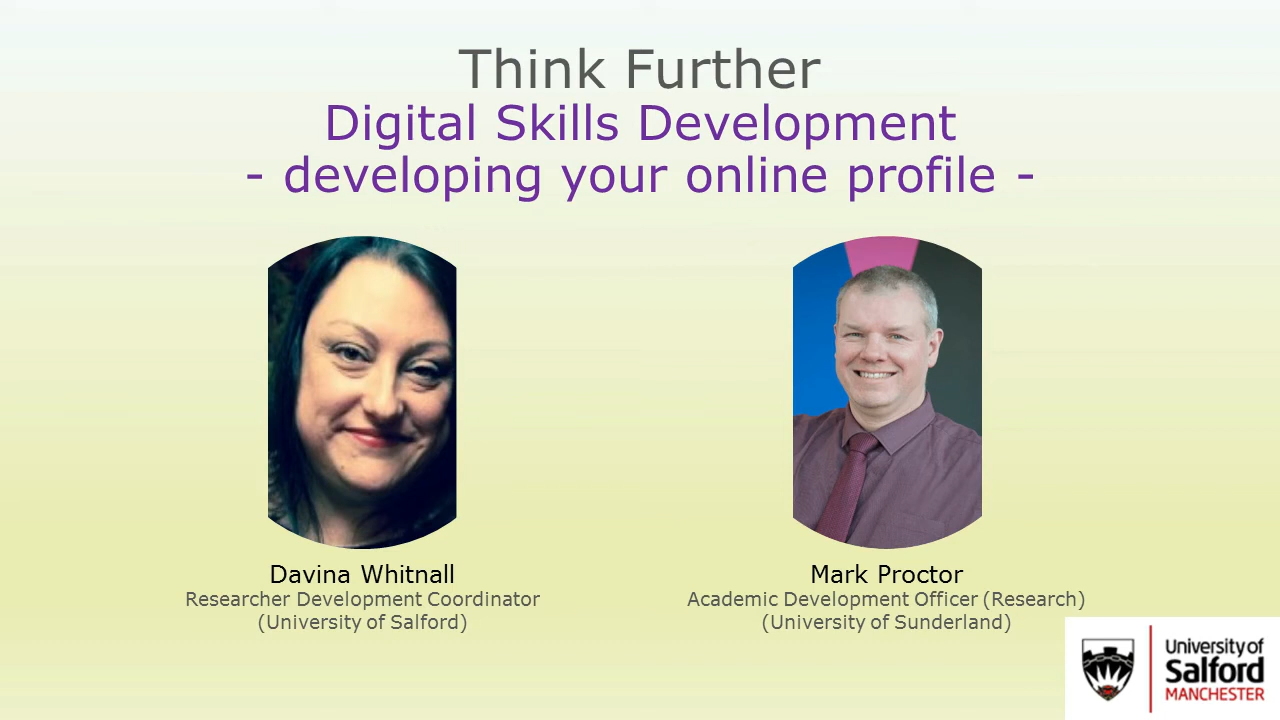 Think Further
Digital Skills Development
- developing your online profile -
Davina Whitnall
Researcher Development Coordinator
(University of Salford)
Mark Proctor
Academic Development Officer (Research)
(University of Sunderland)
University of
Salford
MANCHESTER